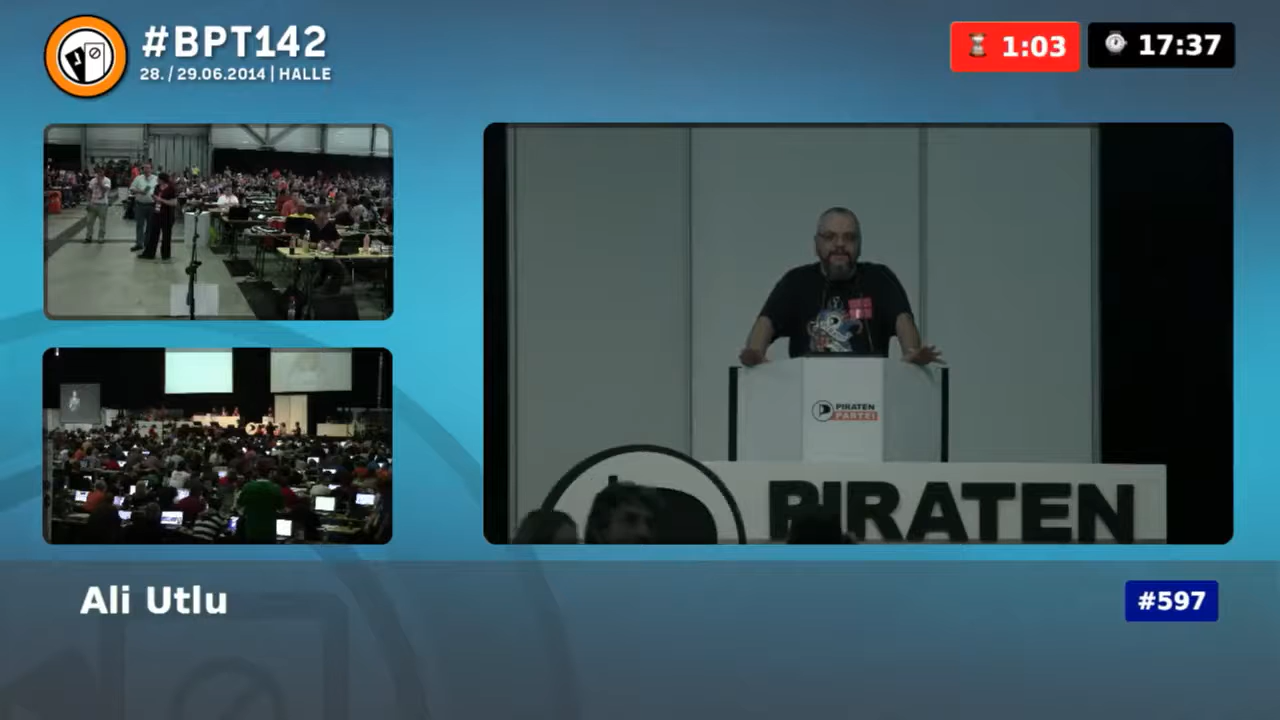 #BPT142
28. / 29.06.2014 | HALLE
1:03
17:37
PIRATEN
PARTEI
PIRATEN
Ali Utlu
#597